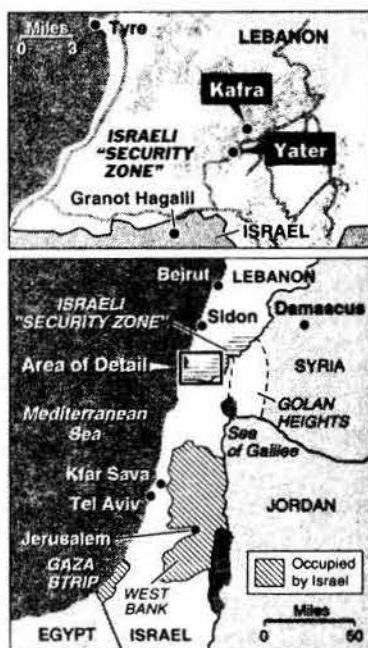 Miles
0 3
Tyre
LEBANON
Kafra
ISRAELI
"SECURITY
ZONE"
Yater
Granot Hagalil
ISRAEL
Beirut
LEBANON
ISRAELI
"SECURITY ZONE"
Sidon
Damascus
Area of Detail
SYRIA
Mediterranean
Sea
GOLAN
HEIGHTS
Sea
of Galilee
Kfar Sava
Tel Aviv
JORDAN
Jerusalem
GAZA
STRIP
WEST
BANK
Occupied
by Israel
EGYPT
ISRAEL
Miles
0 50